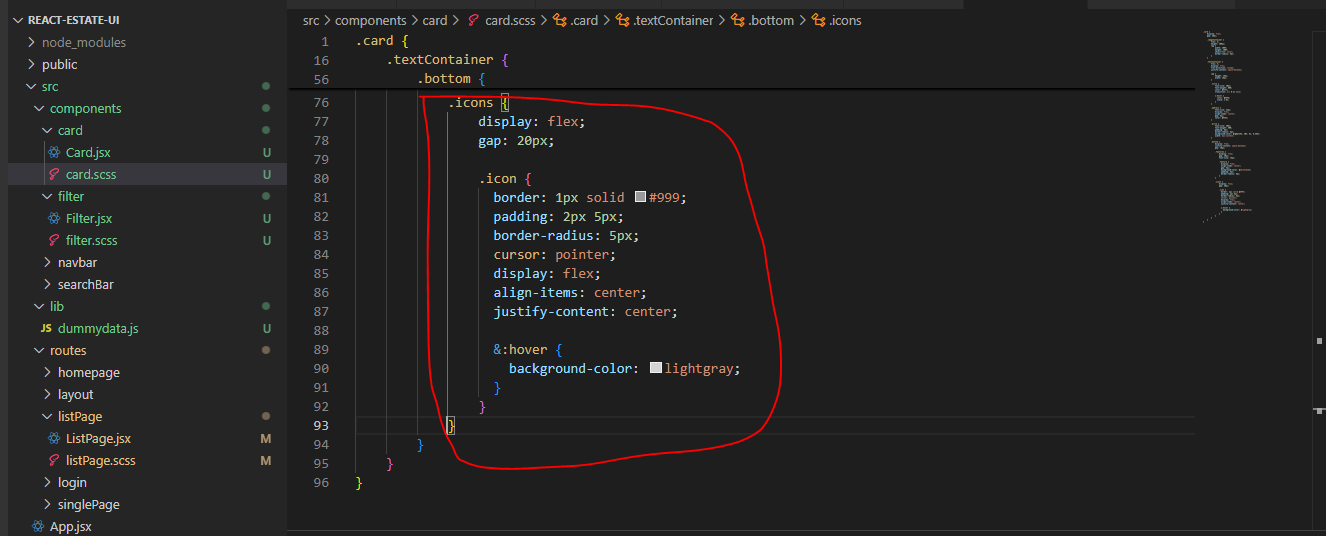 REACT-ESTATE-UI
node_modules
public
src
components
card
Card.jsx U
card.scss U
filter
Filter.jsx U
filter.scss U
navbar
searchBar
lib
JS dummydata.js U
routes
homepage
layout
listPage
ListPage.jsx M
listPage.scss M
login
singlePage
App.jsx
src > components > card > card.scss > .card > .textContainer > .bottom > .icons
1 .card {
16 .textContainer {
56 .bottom {
76 .icons {
77 display: flex;
78 gap: 20px;
79
80 .icon {
81 border: 1px solid #999;
82 padding: 2px 5px;
83 border-radius: 5px;
84 cursor: pointer;
85 display: flex;
86 align-items: center;
87 justify-content: center;
88
89 &:hover {
90 background-color: lightgray;
91 }
92 }
93 }
94 }
95 }
96 }